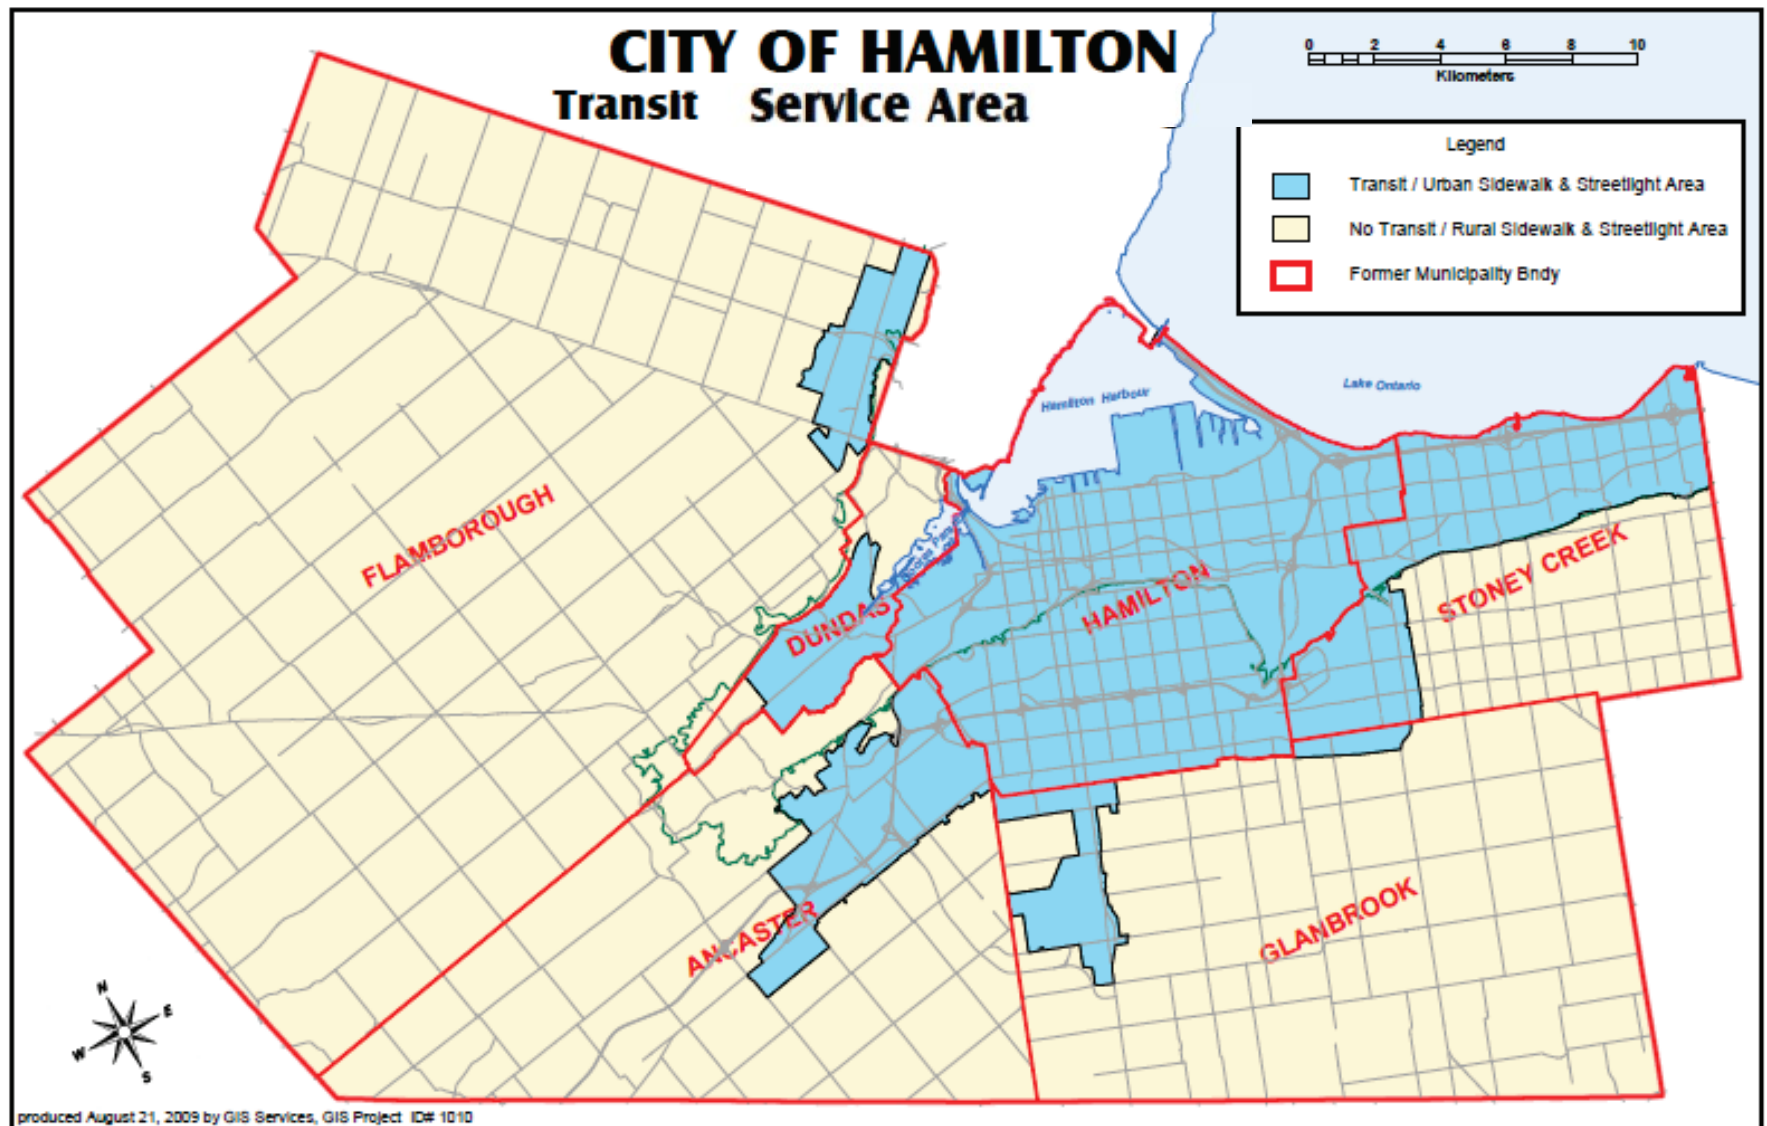 CITY OF HAMILTON
Transit Service Area
0 2 4 6 8 10
Kilometers
Legend
Transit / Urban Sidewalk & Streetlight Area
No Transit / Rural Sidewalk & Streetlight Area
Former Municipality Bndy
Lake Ontario
Hamilton Harbour
FLAMBOROUGH
DUNDAS
HAMILTON
STONEY CREEK
ANCASTER
GLANBROOK
N
E
W
S
produced August 21, 2009 by GIS Services, GIS Project ID# 1010